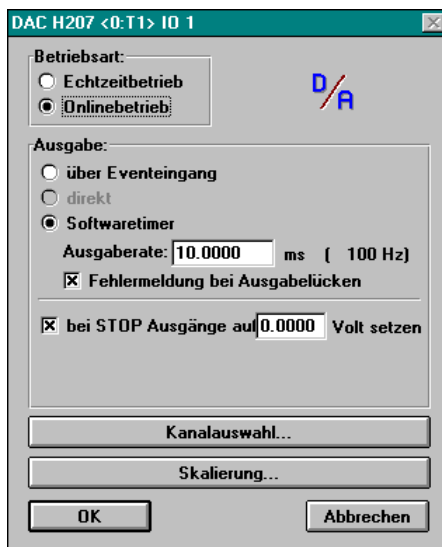 DAC H207 <0:T1> IO 1
Betriebsart:
Echtzeitbetrieb
Onlinebetrieb
D/A
Ausgabe:
über Eventeingang
direkt
Softwaretimer
Ausgaberate: 10.0000 ms ( 100 Hz)
Fehlermeldung bei Ausgabelücken
bei STOP Ausgänge auf 0.0000 Volt setzen
Kanalauswahl...
Skalierung...
OK Abbrechen